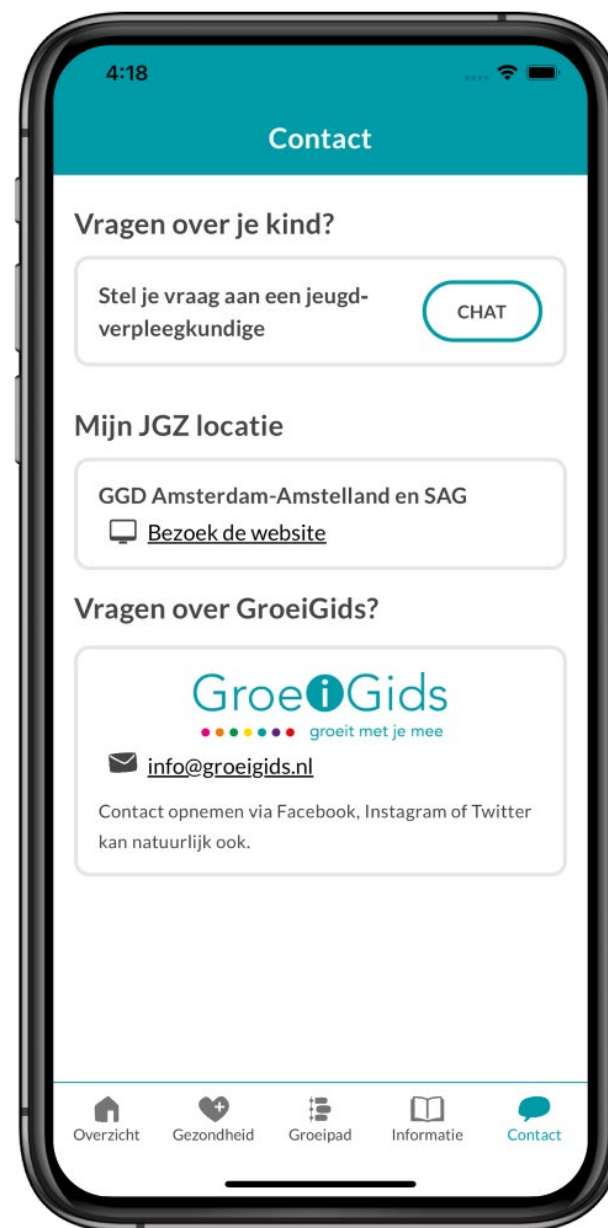 4:18
Contact
Vragen over je kind?
Stel je vraag aan een jeugd-
verpleegkundige
CHAT
Mijn JGZ locatie
GGD Amsterdam-Amstelland en SAG
Bezoek de website
Vragen over GroeiGids?
GroeiGids
groeit met je mee
info@groeigids.nl
Contact opnemen via Facebook, Instagram of Twitter
kan natuurlijk ook.
Overzicht Gezondheid Groeipad Informatie Contact